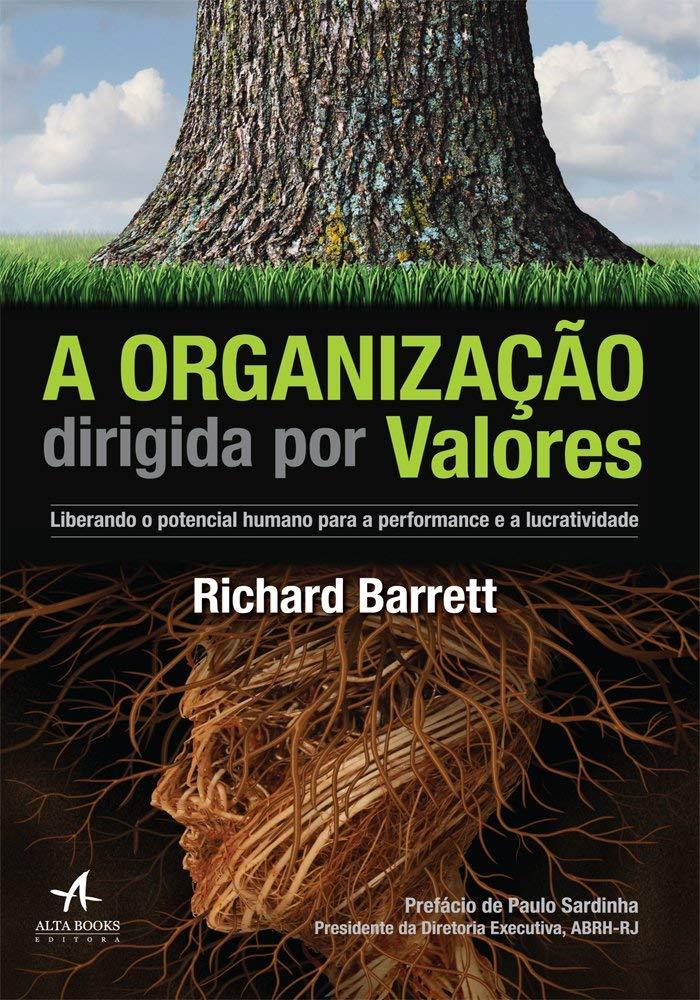 A ORGANIZAÇÃO
dirigida por Valores
Liberando o potencial humano para a performance e a lucratividade
Richard Barrett
Prefácio de Paulo Sardinha
Presidente da Diretoria Executiva, ABRH-RJ
ALTA BOOKS
EDITORA